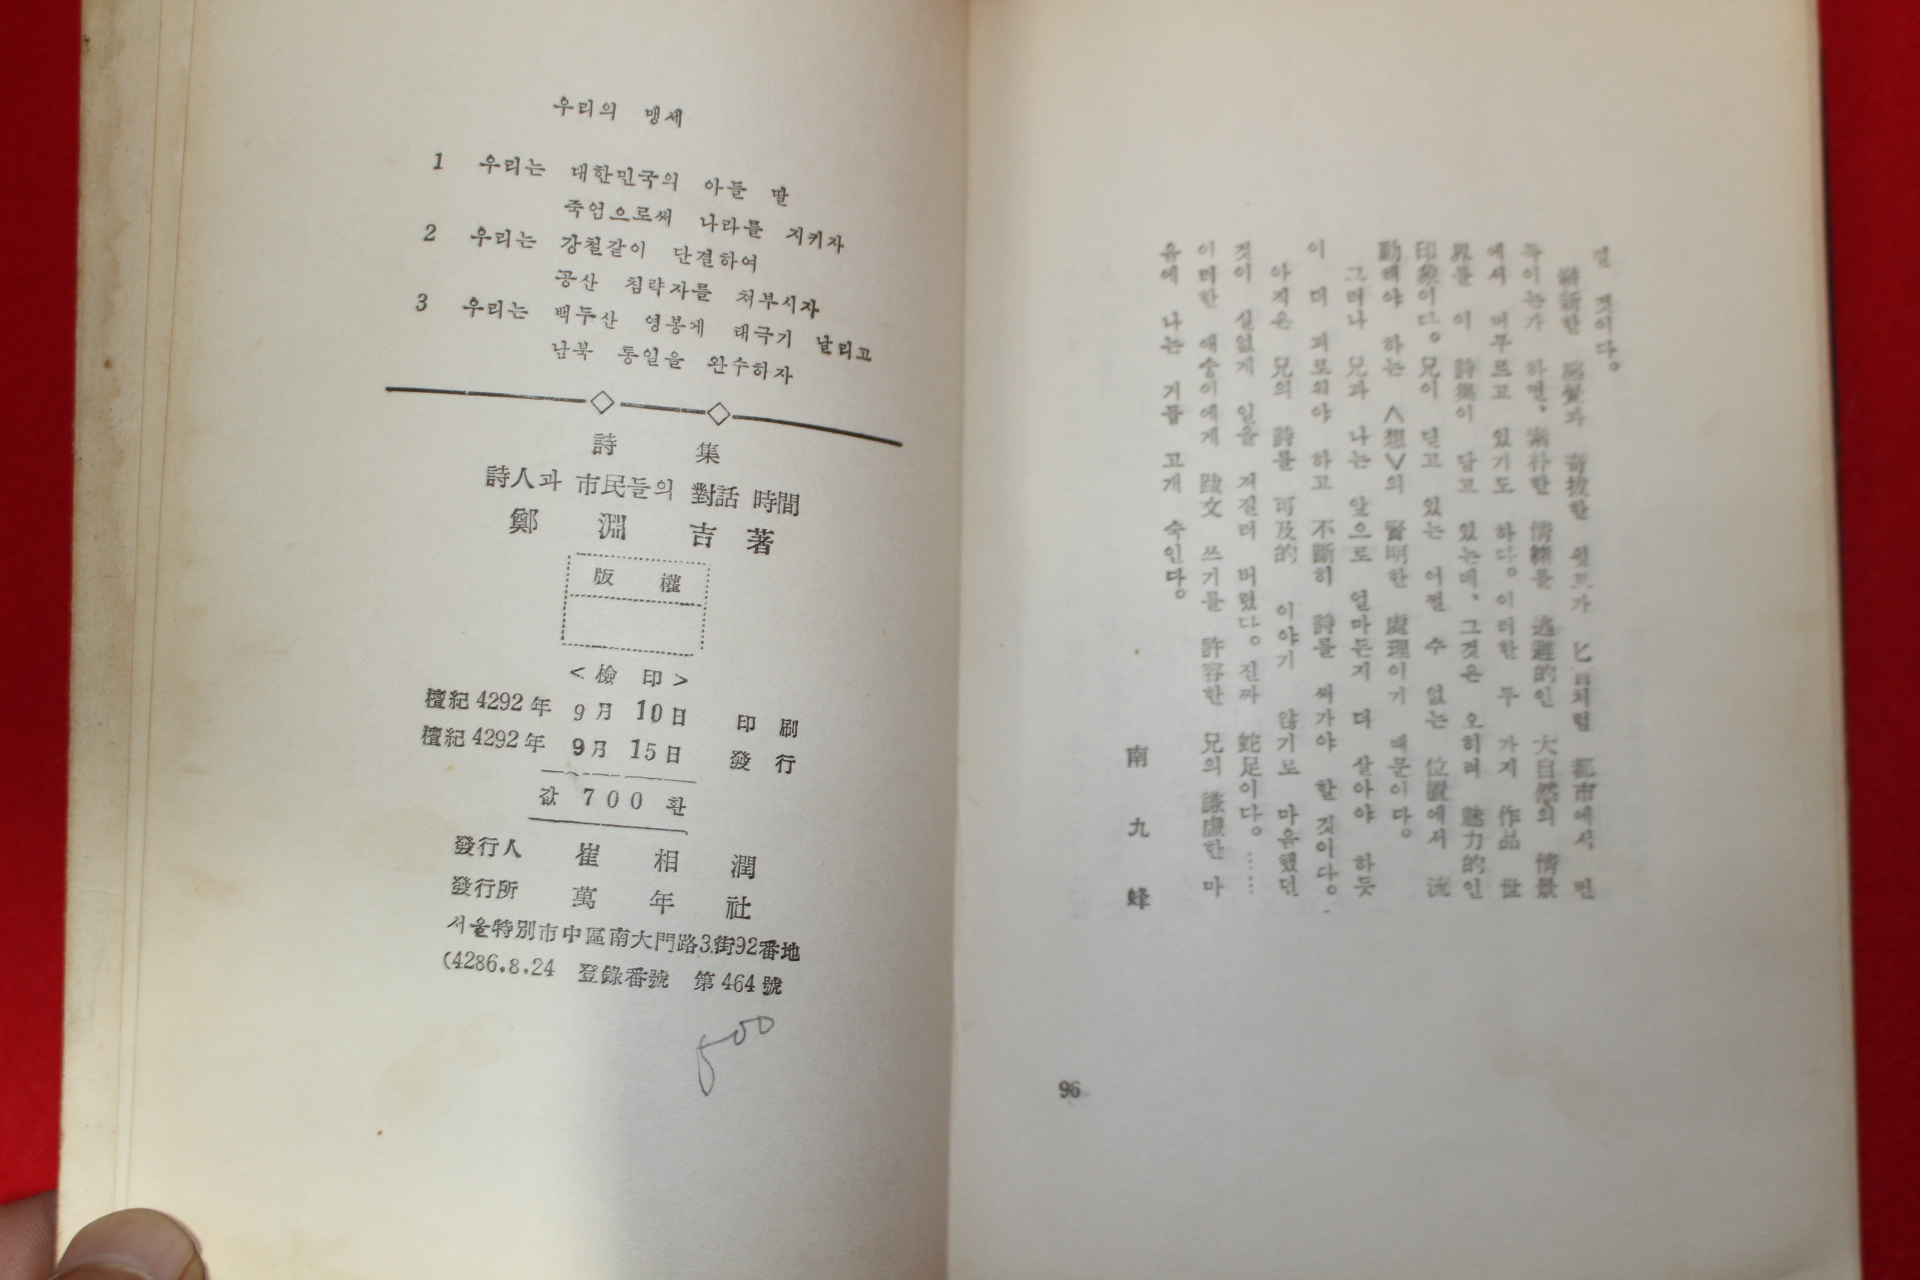 우리의 맹세
1 우리는 대한민국의 아들 딸
죽엄으로써 나라를 지키자
2 우리는 강철같이 단결하여
공산 침략자를 쳐부시자
3 우리는 백두산 영봉게 태극기 날리고
남북 통일을 완수하자
詩 集
詩人과 市民들의 對話 時間
鄭 淵 吉 著
版 權
<檢 印>
檀紀 4292年 9月 10日 印 刷
檀紀 4292年 9月 15日 發 行
값 700 환
發行人 崔 相 潤
發行所 萬 年 社
서울特別市中區南大門路3街92番地
(4286.8.24 登錄番號 第464號
500
걸 것이다.
嶄新한 感覺과 奇拔한 윗트가 匕首처럼 都市에서 번
득이는가 하면, 素朴한 情緖를 逃避的인 大自然의 情景
에서 머무르고 있기도 하다. 이러한 두 가지 作品 世
界를 이 詩集이 담고 있는데, 그것은 오히려 魅力的인
印象이다. 兄이 딛고 있는 어쩔 수 없는 位置에서 流
動해야 하는 <想>의 賢明한 處理이기 때문이다.
그러나 兄과 나는 앞으로 얼마든지 더 살아야 하듯
이 더 괴로워야 하고 不斷히 詩를 써가야 할 것이다.
아직은 兄의 詩를 可及的 이야기 않기로 마음했던
것이 실없게 일을 저질러 버렸다. 진짜 蛇足이다. ……
이러한 애숭이에게 跋文 쓰기를 許容한 兄의 謙虛한 마
음에 나는 거듭 고개 숙인다.
南 九 蜂
96